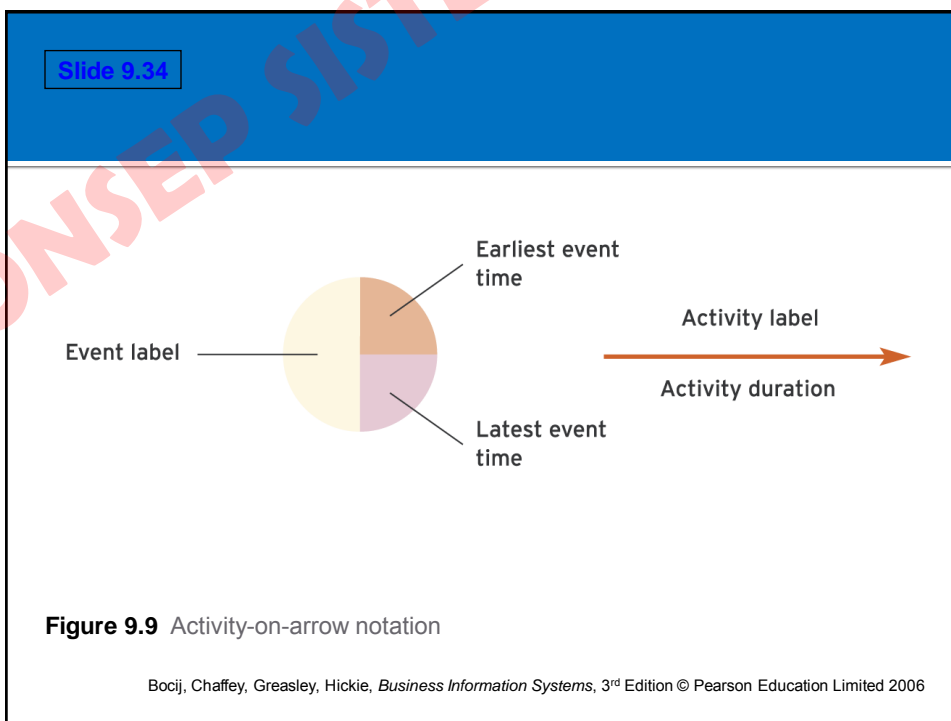 Slide 9.34
Earliest event
time
Event label
Latest event
time
Activity label
Activity duration
Figure 9.9 Activity-on-arrow notation
Bocij, Chaffey, Greasley, Hickie, Business Information Systems, 3rd Edition © Pearson Education Limited 2006